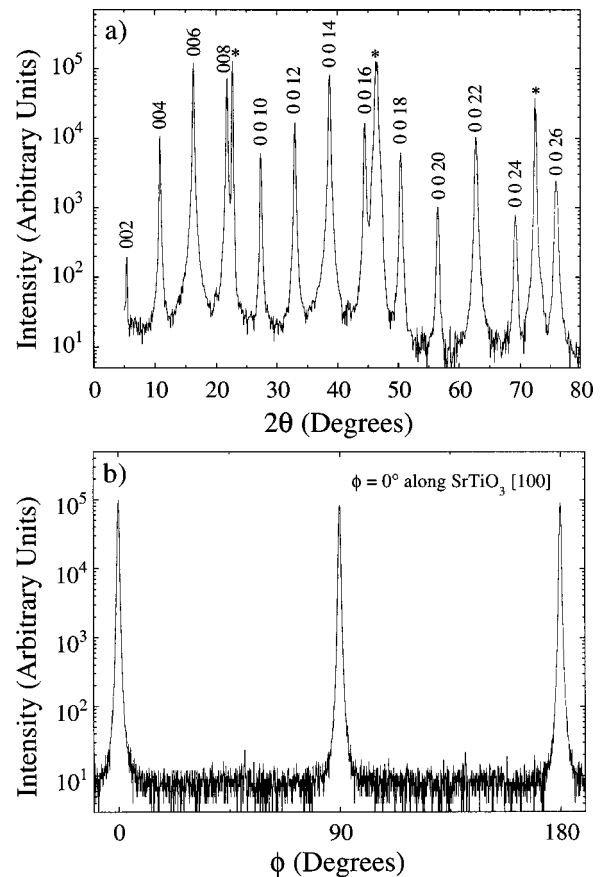 a)
Intensity (Arbitrary Units)
10^5
10^4
10^3
10^2
10^1
002
004
006
008
*
0 0 10
0 0 12
0 0 14
0 0 16
*
0 0 18
0 0 20
0 0 22
0 0 24
*
0 0 26
0 10 20 30 40 50 60 70 80
2θ (Degrees)
b)
ϕ = 0° along SrTiO₃ [100]
Intensity (Arbitrary Units)
10^5
10^4
10^3
10^2
10^1
0 90 180
ϕ (Degrees)